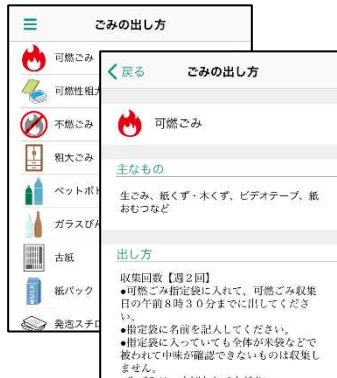 ごみの出し方
可燃ごみ
可燃性粗大
不燃ごみ
粗大ごみ
ペットボト
ガラスびん
古紙
紙パック
発泡スチロ
戻る
ごみの出し方
可燃ごみ
主なもの
生ごみ、紙くず・木くず、ビデオテープ、紙
おむつなど
出し方
収集回数【週2回】
●可燃ごみ指定袋に入れて、可燃ごみ収集
日の午前8時30分までに出してくださ
い。
●指定袋に名前を記入してください。
●指定袋に入っていても全体が米袋などで
被われて中味が確認できないものは収集し
ません。